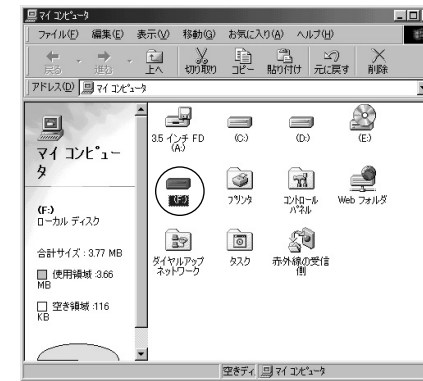 マイ コンピュータ
ファイル(F) 編集(E) 表示(V) 移動(G) お気に入り(A) ヘルプ(H)
戻る 進む 上へ 切り取り コピー 貼り付け 元に戻す 削除
アドレス(D) マイ コンピュータ
マイ コンピュー
タ
(F:)
ローカル ディスク
合計サイズ : 3.77 MB
使用領域 :3.66
MB
空き領域 :116
KB
3.5 インチ FD
(A:)
(C:)
(D:)
(E:)
(F:)
プリンタ
コントロール
パネル
Web フォルダ
ダイヤルアップ
ネットワーク
タスク
赤外線の受信
側
空きディ
マイ コンピュータ